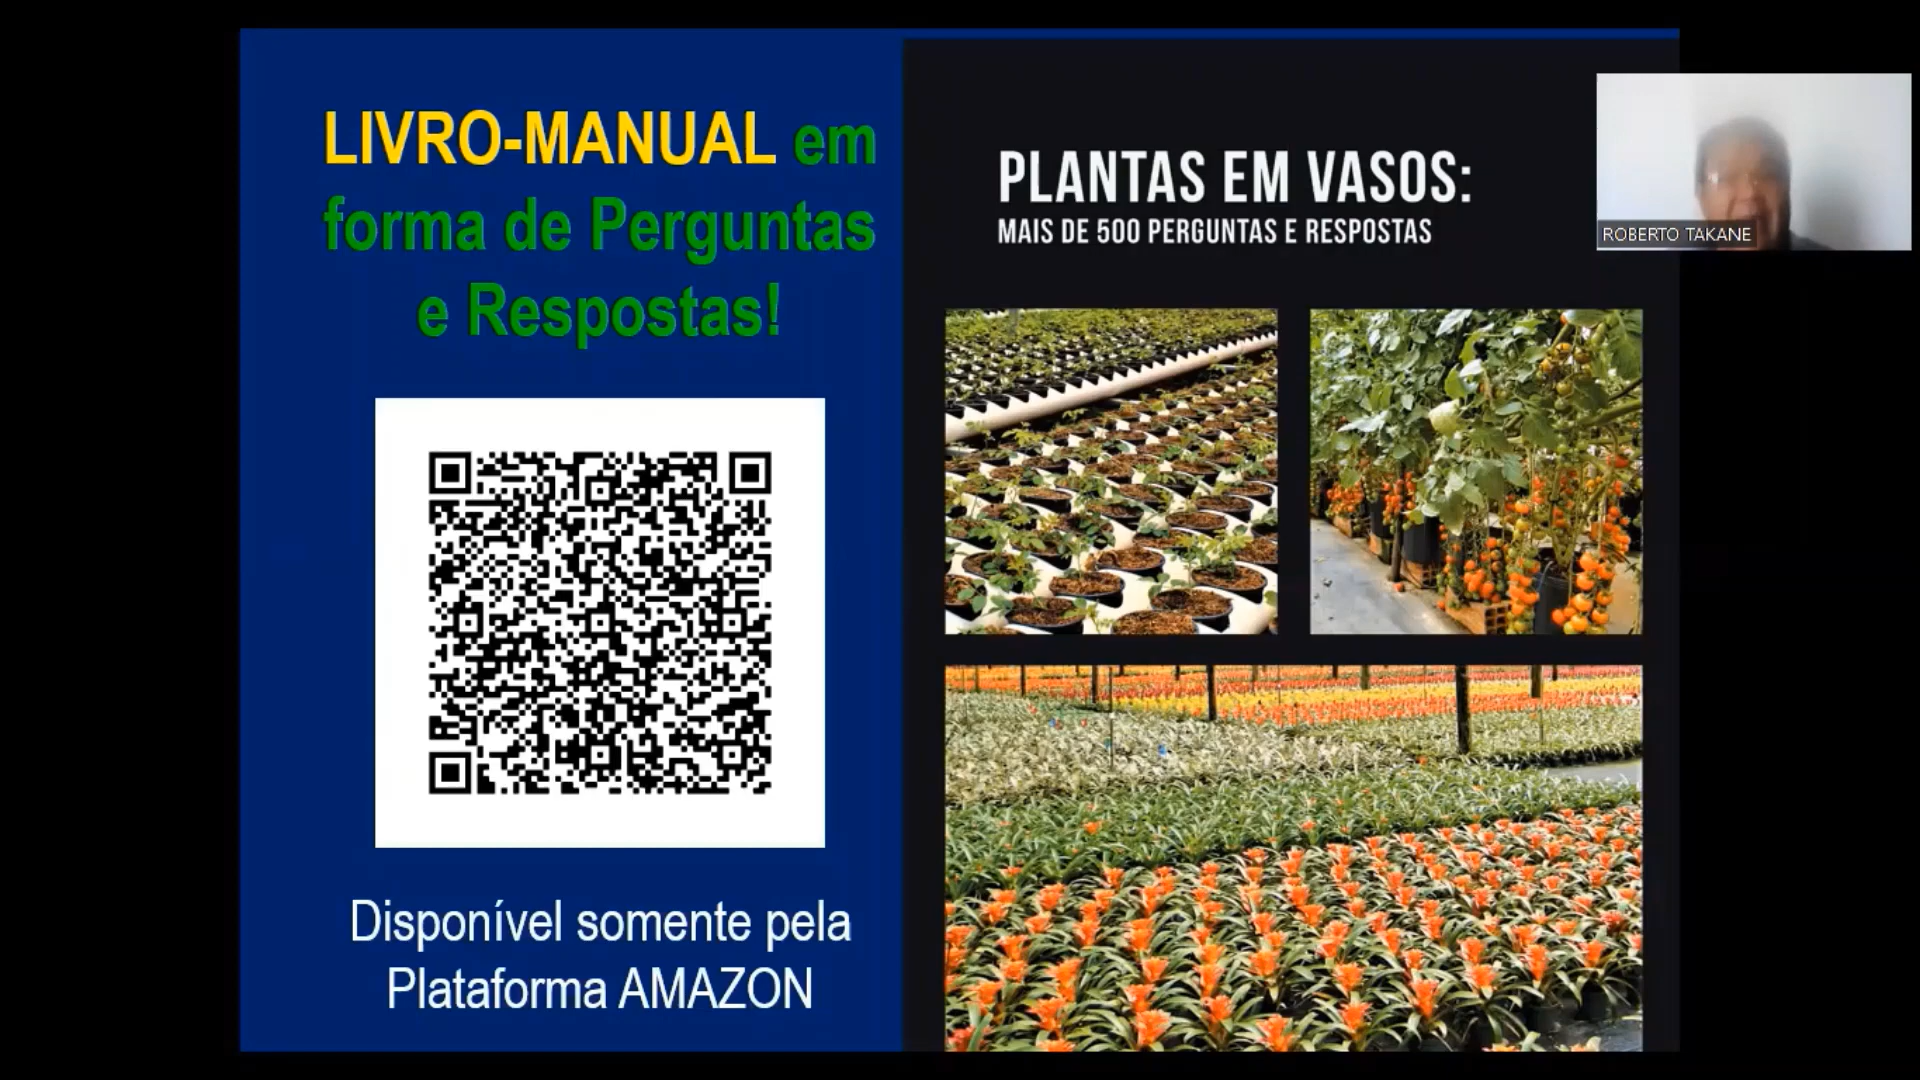 LIVRO-MANUAL em
forma de Perguntas
e Respostas!
Disponível somente pela
Plataforma AMAZON
PLANTAS EM VASOS:
MAIS DE 500 PERGUNTAS E RESPOSTAS
ROBERTO TAKANE